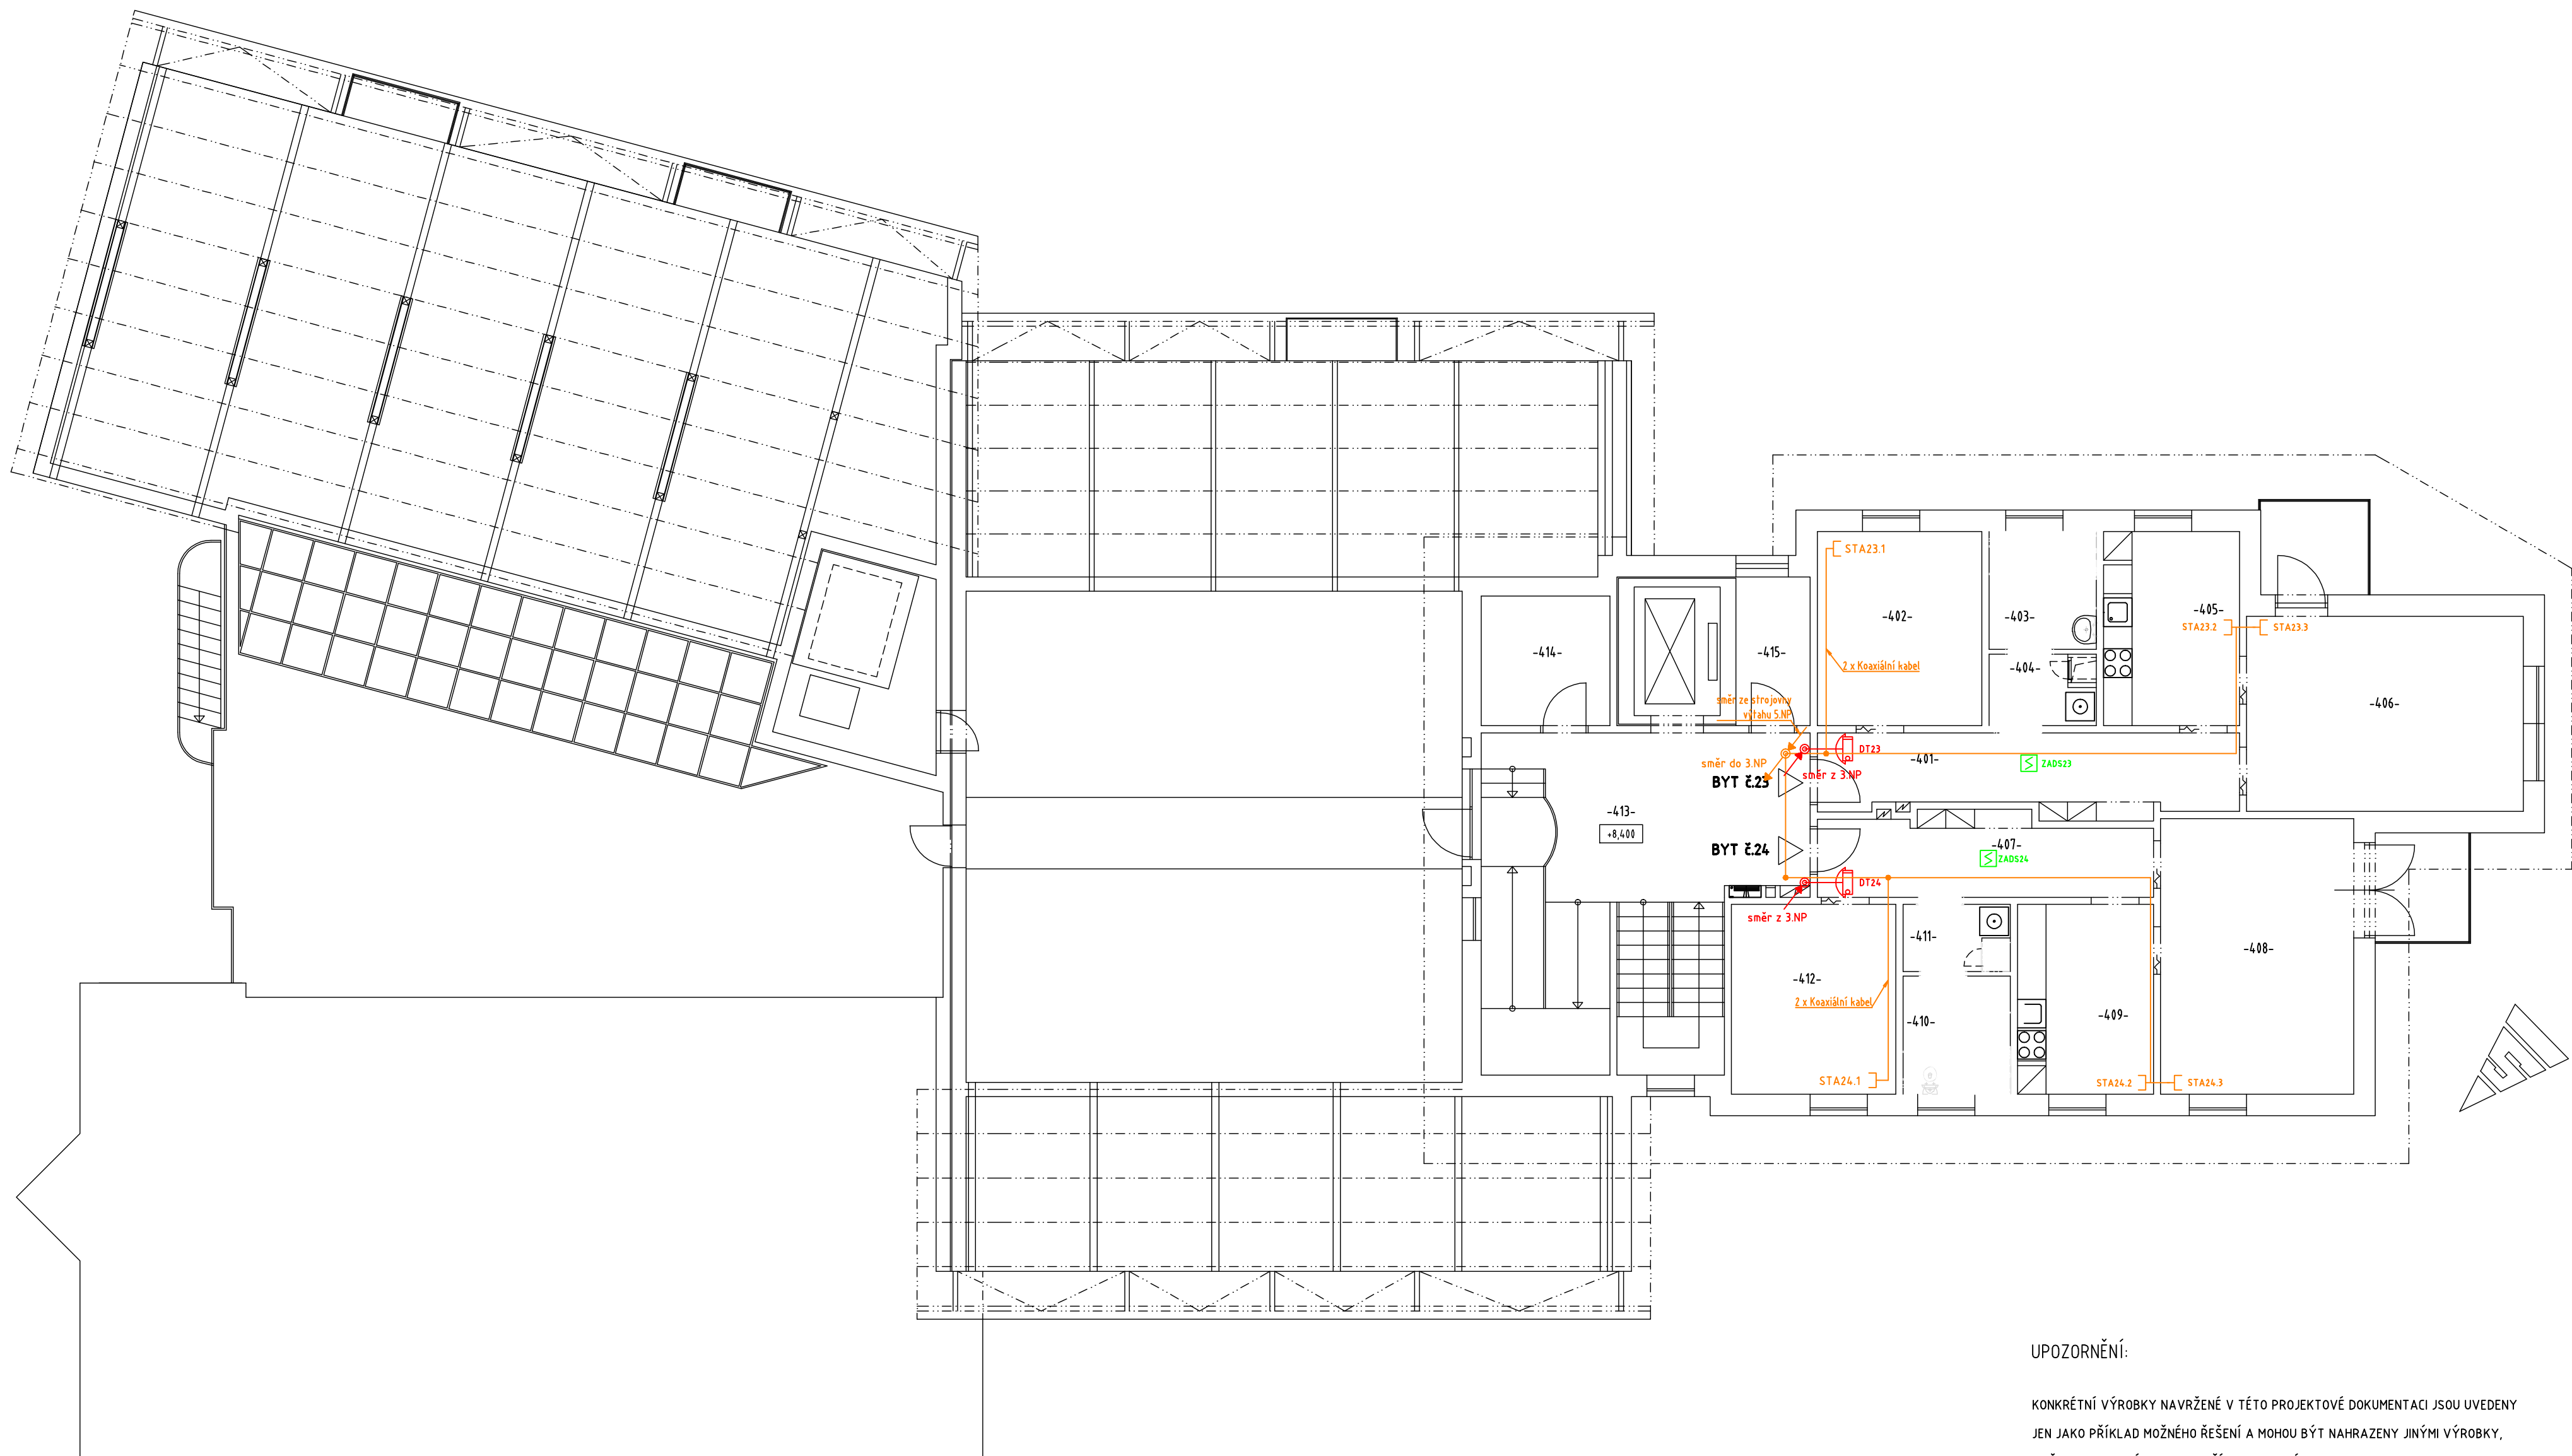 STA23.1
-402-
-403-
-405-
STA23.2
STA23.3
-414-
-415-
-404-
2 x Koaxiální kabel
směr ze strojovny
výtahu 5.NP
-406-
DT23
směr do 3.NP
směr z 3.NP
-401-
ZADS23
BYT č.23
-413-
+8,400
BYT č.24
-407-
ZADS24
DT24
směr z 3.NP
-411-
-408-
-412-
2 x Koaxiální kabel
-410-
-409-
STA24.1
STA24.2
STA24.3
UPOZORNĚNÍ:
KONKRÉTNÍ VÝROBKY NAVRŽENÉ V TÉTO PROJEKTOVÉ DOKUMENTACI JSOU UVEDENY
JEN JAKO PŘÍKLAD MOŽNÉHO ŘEŠENÍ A MOHOU BÝT NAHRAZENY JINÝMI VÝROBKY,